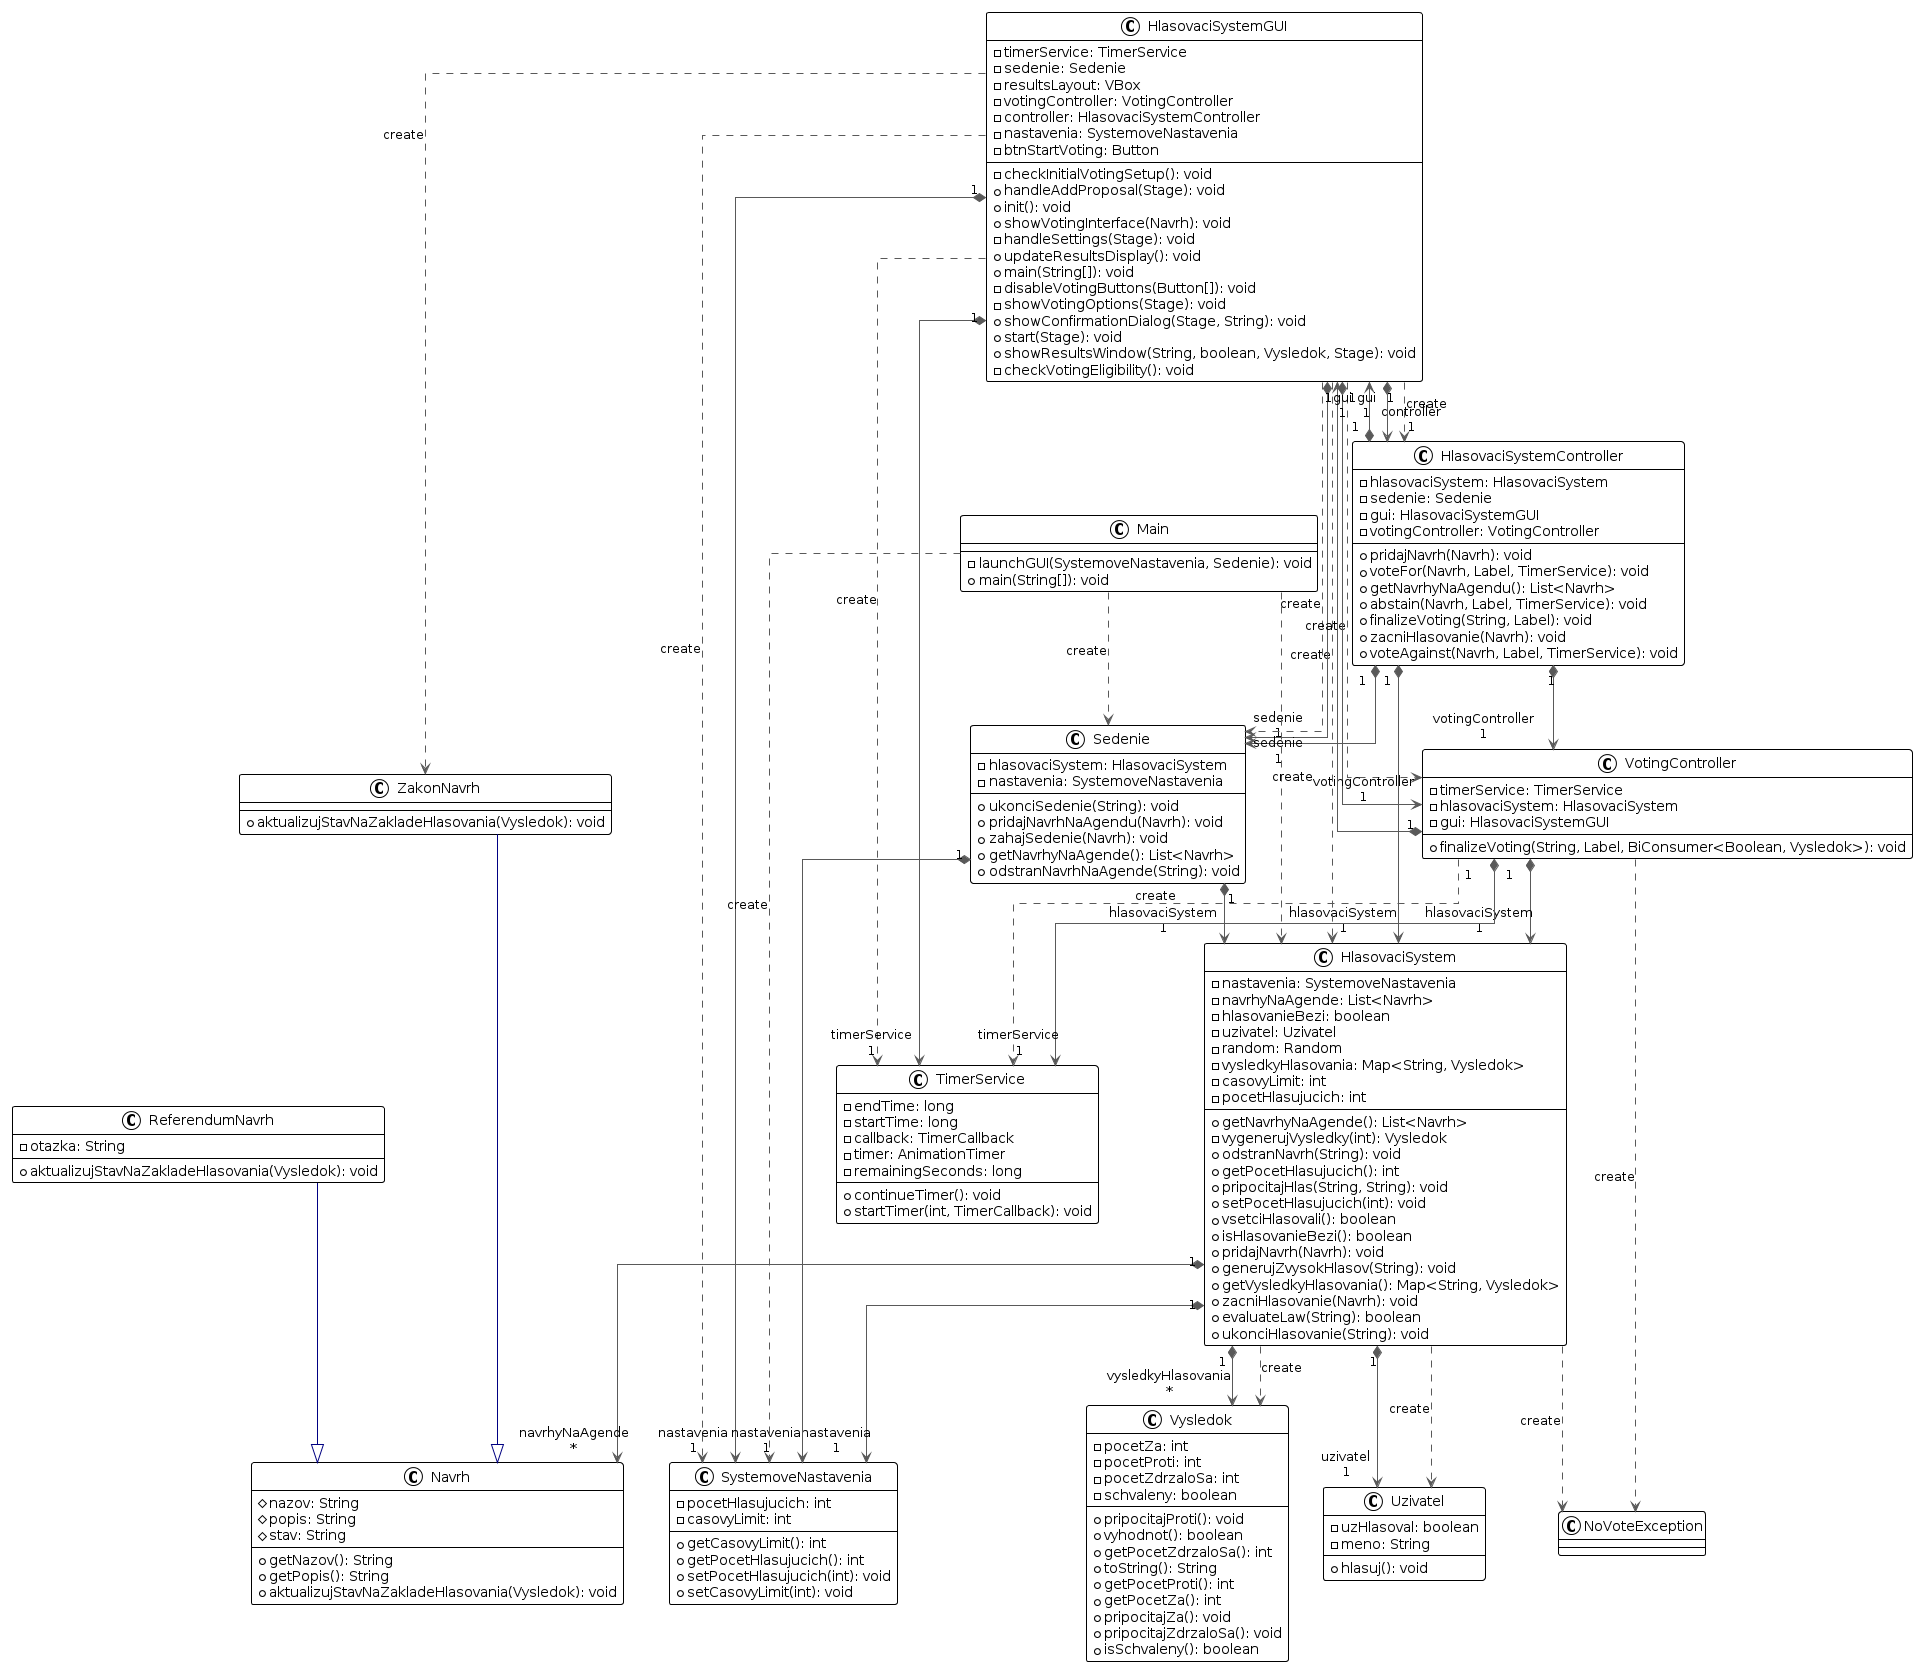 C HlasovaciSystemGUI
timerService: TimerService
sedenie: Sedenie
resultsLayout: VBox
votingController: VotingController
controller: HlasovaciSystemController
nastavenia: SystemoveNastavenia
btnStartVoting: Button
checkInitialVotingSetup(): void
handleAddProposal(Stage): void
init(): void
showVotingInterface(Navrh): void
handleSettings(Stage): void
updateResultsDisplay(): void
main(String[]): void
disableVotingButtons(Button[]): void
showVotingOptions(Stage): void
showConfirmationDialog(Stage, String): void
start(Stage): void
showResultsWindow(String, boolean, Vysledok, Stage): void
checkVotingEligibility(): void
create
1
1
1
gui
1
1
gui
1
1
create
controller
1
1
C HlasovaciSystemController
hlasovaciSystem: HlasovaciSystem
sedenie: Sedenie
gui: HlasovaciSystemGUI
votingController: VotingController
pridajNavrh(Navrh): void
voteFor(Navrh, Label, TimerService): void
getNavrhyNaAgendu(): List<Navrh>
abstain(Navrh, Label, TimerService): void
finalizeVoting(String, Label): void
zacniHlasovanie(Navrh): void
voteAgainst(Navrh, Label, TimerService): void
C Main
launchGUI(SystemoveNastavenia, Sedenie): void
main(String[]): void
create
create
create
create
create
create
1
1
1
sedenie
1
sedenie
1
votingController
1
C Sedenie
hlasovaciSystem: HlasovaciSystem
nastavenia: SystemoveNastavenia
ukonciSedenie(String): void
pridajNavrhNaAgendu(Navrh): void
zahajSedenie(Navrh): void
getNavrhyNaAgende(): List<Navrh>
odstranNavrhNaAgende(String): void
create
votingController
1
C VotingController
timerService: TimerService
hlasovaciSystem: HlasovaciSystem
gui: HlasovaciSystemGUI
finalizeVoting(String, Label, BiConsumer<Boolean, Vysledok>): void
C ZakonNavrh
aktualizujStavNaZakladeHlasovania(Vysledok): void
1
1
1
1
1
create
create
hlasovaciSystem
1
hlasovaciSystem
1
hlasovaciSystem
1
C HlasovaciSystem
nastavenia: SystemoveNastavenia
navrhyNaAgende: List<Navrh>
hlasovanieBezi: boolean
uzivatel: Uzivatel
random: Random
vysledkyHlasovania: Map<String, Vysledok>
casovyLimit: int
pocetHlasujucich: int
getNavrhyNaAgende(): List<Navrh>
vygenerujVysledky(int): Vysledok
odstranNavrh(String): void
getPocetHlasujucich(): int
pripocitajHlas(String, String): void
setPocetHlasujucich(int): void
vsetciHlasovali(): boolean
isHlasovanieBezi(): boolean
pridajNavrh(Navrh): void
generujZvysokHlasov(String): void
getVysledkyHlasovania(): Map<String, Vysledok>
zacniHlasovanie(Navrh): void
evaluateLaw(String): boolean
ukonciHlasovanie(String): void
timerService
1
timerService
1
C TimerService
endTime: long
startTime: long
callback: TimerCallback
timer: AnimationTimer
remainingSeconds: long
continueTimer(): void
startTimer(int, TimerCallback): void
C ReferendumNavrh
otazka: String
aktualizujStavNaZakladeHlasovania(Vysledok): void
create
1
1
1
1
create
vysledkyHlasovania
*
create
create
uzivatel
1
navrhyNaAgende
*
nastavenia
1
nastavenia
1
nastavenia
1
C Navrh
nazov: String
popis: String
stav: String
getNazov(): String
getPopis(): String
aktualizujStavNaZakladeHlasovania(Vysledok): void
C SystemoveNastavenia
pocetHlasujucich: int
casovyLimit: int
getCasovyLimit(): int
getPocetHlasujucich(): int
setPocetHlasujucich(int): void
setCasovyLimit(int): void
C Vysledok
pocetZa: int
pocetProti: int
pocetZdrzaloSa: int
schvaleny: boolean
pripocitajProti(): void
vyhodnot(): boolean
getPocetZdrzaloSa(): int
toString(): String
getPocetProti(): int
getPocetZa(): int
pripocitajZa(): void
pripocitajZdrzaloSa(): void
isSchvaleny(): boolean
C Uzivatel
uzHlasoval: boolean
meno: String
hlasuj(): void
C NoVoteException